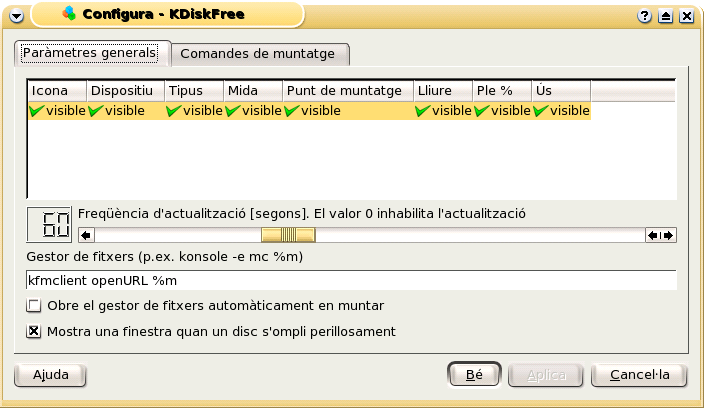 Configura - KDiskFree
Paràmetres generals
Comandes de muntatge
Icona Dispositiu Tipus Mida Punt de muntatge Lliure Ple % Ús
visible visible visible visible visible visible visible visible
60
Freqüència d'actualització [segons]. El valor 0 inhabilita l'actualització
Gestor de fitxers (p.ex. konsole -e mc %m)
kfmclient openURL %m
Obre el gestor de fitxers automàticament en muntar
Mostra una finestra quan un disc s'ompli perillosament
Ajuda Bé Aplica Cancel·la